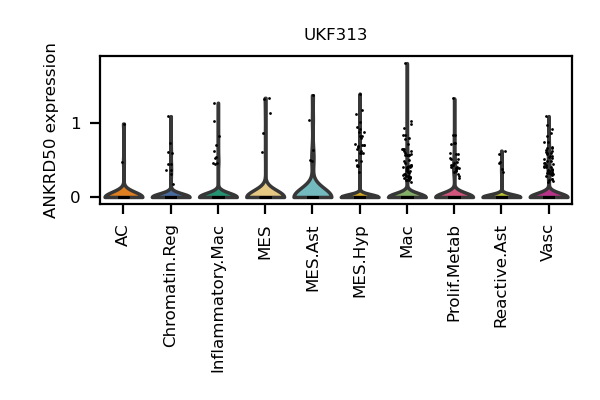 UKF313
ANKRD50 expression
1
0
AC
Chromatin.Reg
Inflammatory.Mac
MES
MES.Ast
MES.Hyp
Mac
Prolif.Metab
Reactive.Ast
Vasc